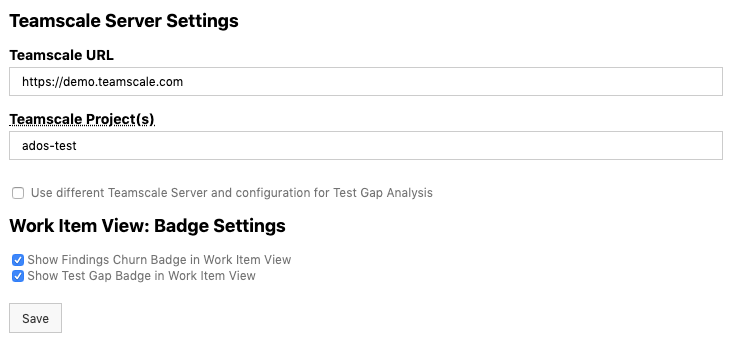 Teamscale Server Settings
Teamscale URL
https://demo.teamscale.com
Teamscale Project(s)
ados-test
Use different Teamscale Server and configuration for Test Gap Analysis
Work Item View: Badge Settings
Show Findings Churn Badge in Work Item View
Show Test Gap Badge in Work Item View
Save